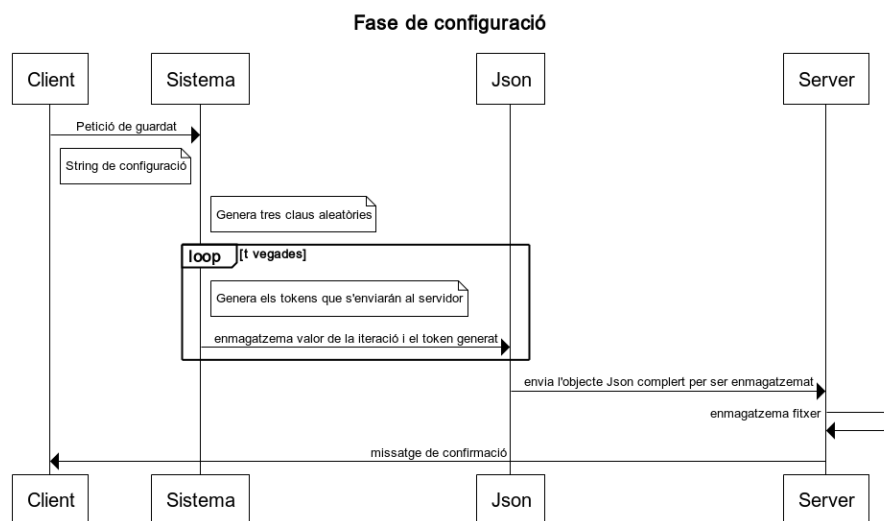 Fase de configuració
Client
Sistema
Json
Server
Petició de guardat
String de configuració
Genera tres claus aleatòries
loop
[t vegades]
Genera els tokens que s'enviarán al servidor
enmagatzema valor de la iteració i el token generat
envia l'objecte Json complert per ser enmagatzemat
enmagatzema fitxer
missatge de confirmació
Client
Sistema
Json
Server